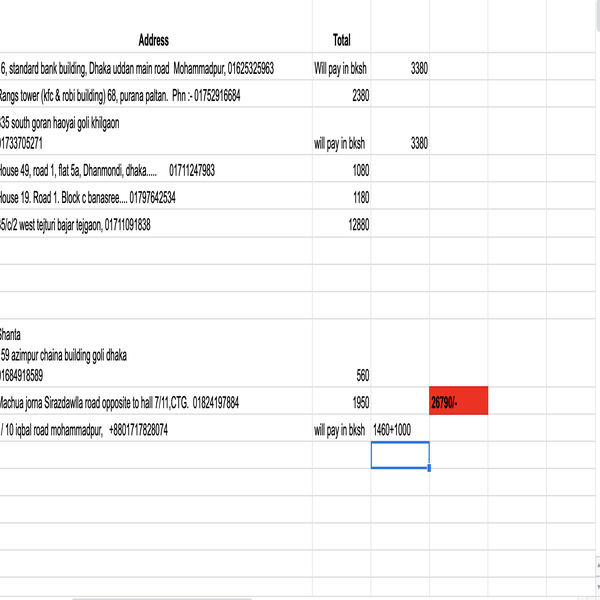 Address Total
6, standard bank building, Dhaka uddan main road Mohammadpur, 01625325963 Will pay in bksh 3380
Rangs tower (kfc & robi building) 68, purana paltan. Phn :- 01752916684 2380
335 south goran haoyai goli khilgaon
01733705271 will pay in bksh 3380
House 49, road 1, flat 5a, Dhanmondi, dhaka..... 01711247983 1080
House 19. Road 1. Block c banasree.... 01797642534 1180
35/c/2 west tejturi bajar tejgaon, 01711091838 12880
Shanta
59 azimpur chaina building goli dhaka
01684918589 560
Machua jorna Sirazdawlla road opposite to hall 7/11,CTG. 01824197884 1950 26790/-
/ 10 iqbal road mohammadpur, +8801717828074 will pay in bksh 1460+1000